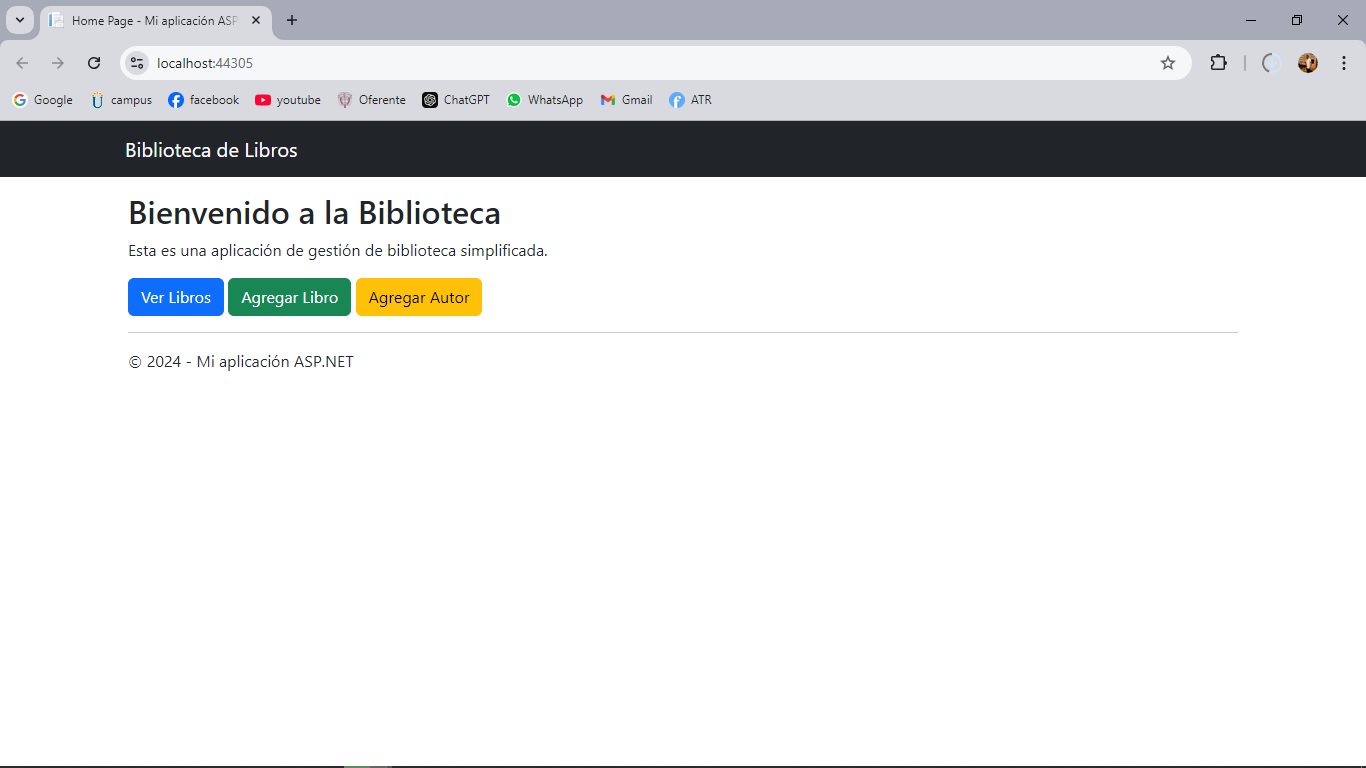 Home Page - Mi aplicación ASP
localhost:44305
Google campus facebook youtube Oferente ChatGPT WhatsApp Gmail ATR
Biblioteca de Libros
Bienvenido a la Biblioteca
Esta es una aplicación de gestión de biblioteca simplificada.
Ver Libros Agregar Libro Agregar Autor
© 2024 - Mi aplicación ASP.NET